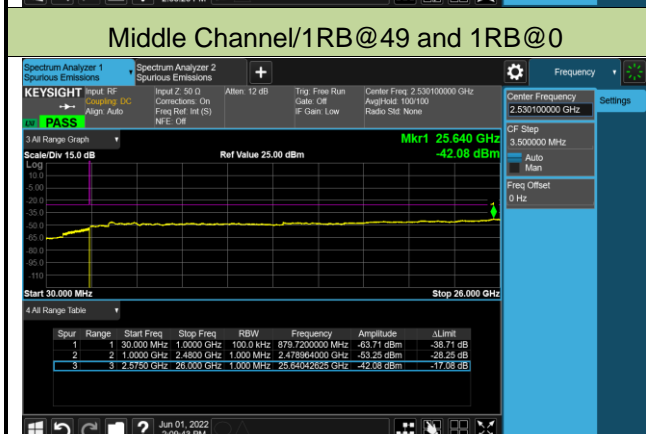 Middle Channel/1RB@49 and 1RB@0
Spectrum Analyzer 1
Spurious Emissions
Spectrum Analyzer 2
Spurious Emissions
+
Frequency
KEYSIGHT
Input: RF
Coupling: DC
Align: Auto
Input Z: 50 Ω
Corrections: On
Freq Ref: Int (S)
NFE: Off
Atten: 12 dB
Trig: Free Run
Gate: Off
IF Gain: Low
Center Freq: 2.530100000 GHz
Avg|Hold: 100/100
Radio Std: None
PASS
Center Frequency
2.530100000 GHz
Settings
CF Step
3.500000 MHz
Auto
Man
Freq Offset
0 Hz
3 All Range Graph
Mkr1 25.640 GHz
Scale/Div 15.0 dB
Ref Value 25.00 dBm
-42.08 dBm
Log
10.0
-5.00
-20.0
-35.0
-50.0
-65.0
-80.0
-95.0
-110
1
Start 30.000 MHz
Stop 26.000 GHz
4 All Range Table
Spur Range Start Freq Stop Freq RBW Frequency Amplitude ΔLimit
1 1 30.000 MHz 1.0000 GHz 100.0 kHz 879.7200000 MHz -63.71 dBm -38.71 dB
2 2 1.0000 GHz 2.4800 GHz 1.000 MHz 2.478964000 GHz -53.25 dBm -28.25 dB
3 3 2.5750 GHz 26.000 GHz 1.000 MHz 25.64042625 GHz -42.08 dBm -17.08 dB
?
Jun 01, 2022